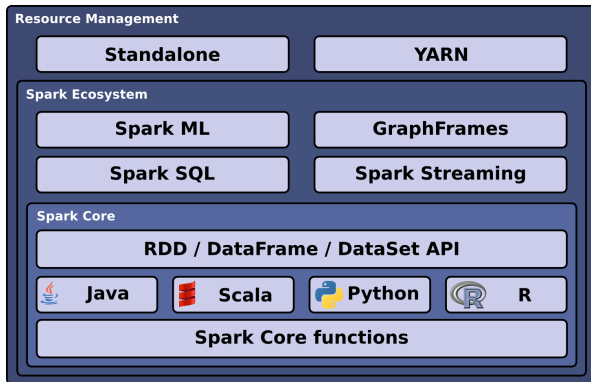 Resource Management
Standalone
YARN
Spark Ecosystem
Spark ML
GraphFrames
Spark SQL
Spark Streaming
Spark Core
RDD / DataFrame / DataSet API
Java
Scala
Python
R
Spark Core functions